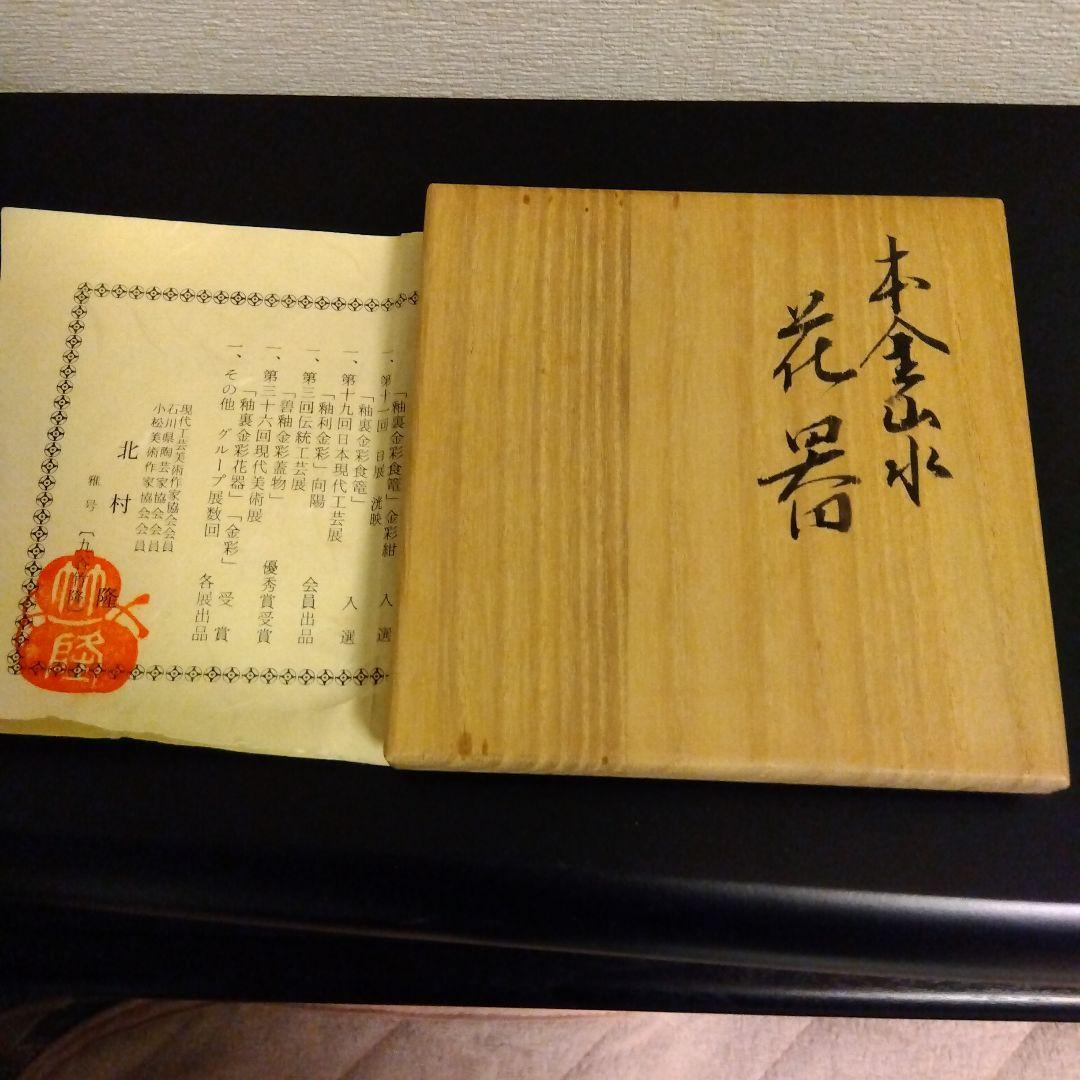 本金山水
花器
「釉裏金彩食篭」金彩紺
一、第十一回　日展　洸映　入選
「釉裏金彩食篭」
一、第十九回日本現代工芸展　入選
「釉利金彩」向陽
一、第三回伝統工芸展　会員出品
「碧釉金彩蓋物」
一、第三十六回現代美術展　優秀賞受賞
「釉裏金彩花器」「金彩」受賞
一、その他　グループ展数回　各展出品
現代工芸美術作家協会会員
石川県陶芸家協会会員
小松美術作家協会会員
北村　隆
雅号